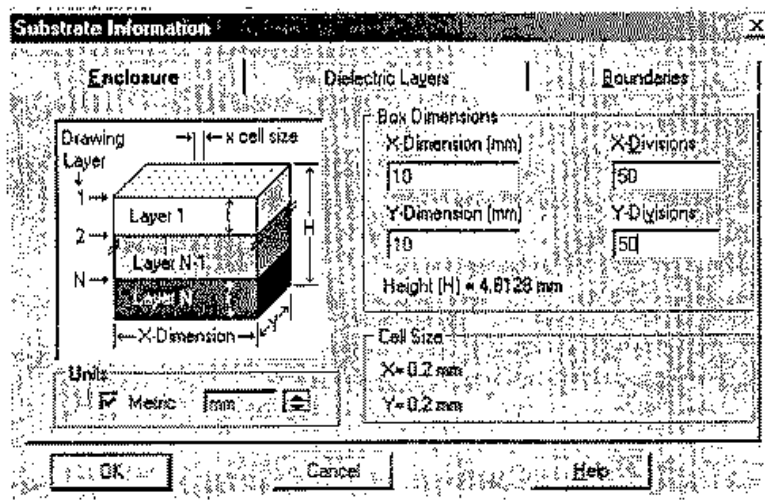 Substrate Information
Enclosure
Dielectric Layers
Boundaries
Drawing Layer
x cell size
1
2
N
Layer 1
Layer N-1
Layer N
H
X-Dimension
Y
Box Dimensions
X-Dimension (mm)
X-Divisions
10
50
Y-Dimension (mm)
Y-Divisions
10
50
Height (H) = 4.8128 mm
Cell Size
X= 0.2 mm
Y= 0.2 mm
Units
Metric
mm
OK
Cancel
Help